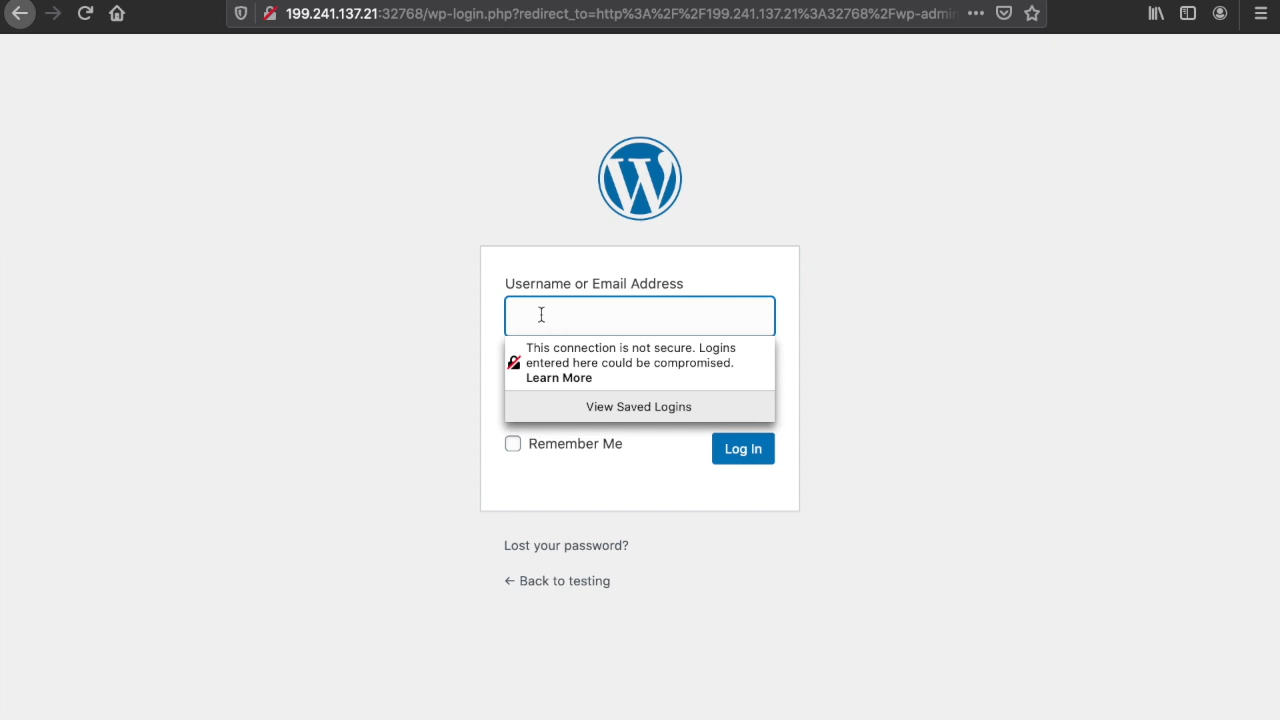 199.241.137.21:32768/wp-login.php?redirect_to=http%3A%2F%2F199.241.137.21%3A32768%2Fwp-admin
Username or Email Address
This connection is not secure. Logins
entered here could be compromised.
Learn More
View Saved Logins
Remember Me
Log In
Lost your password?
← Back to testing